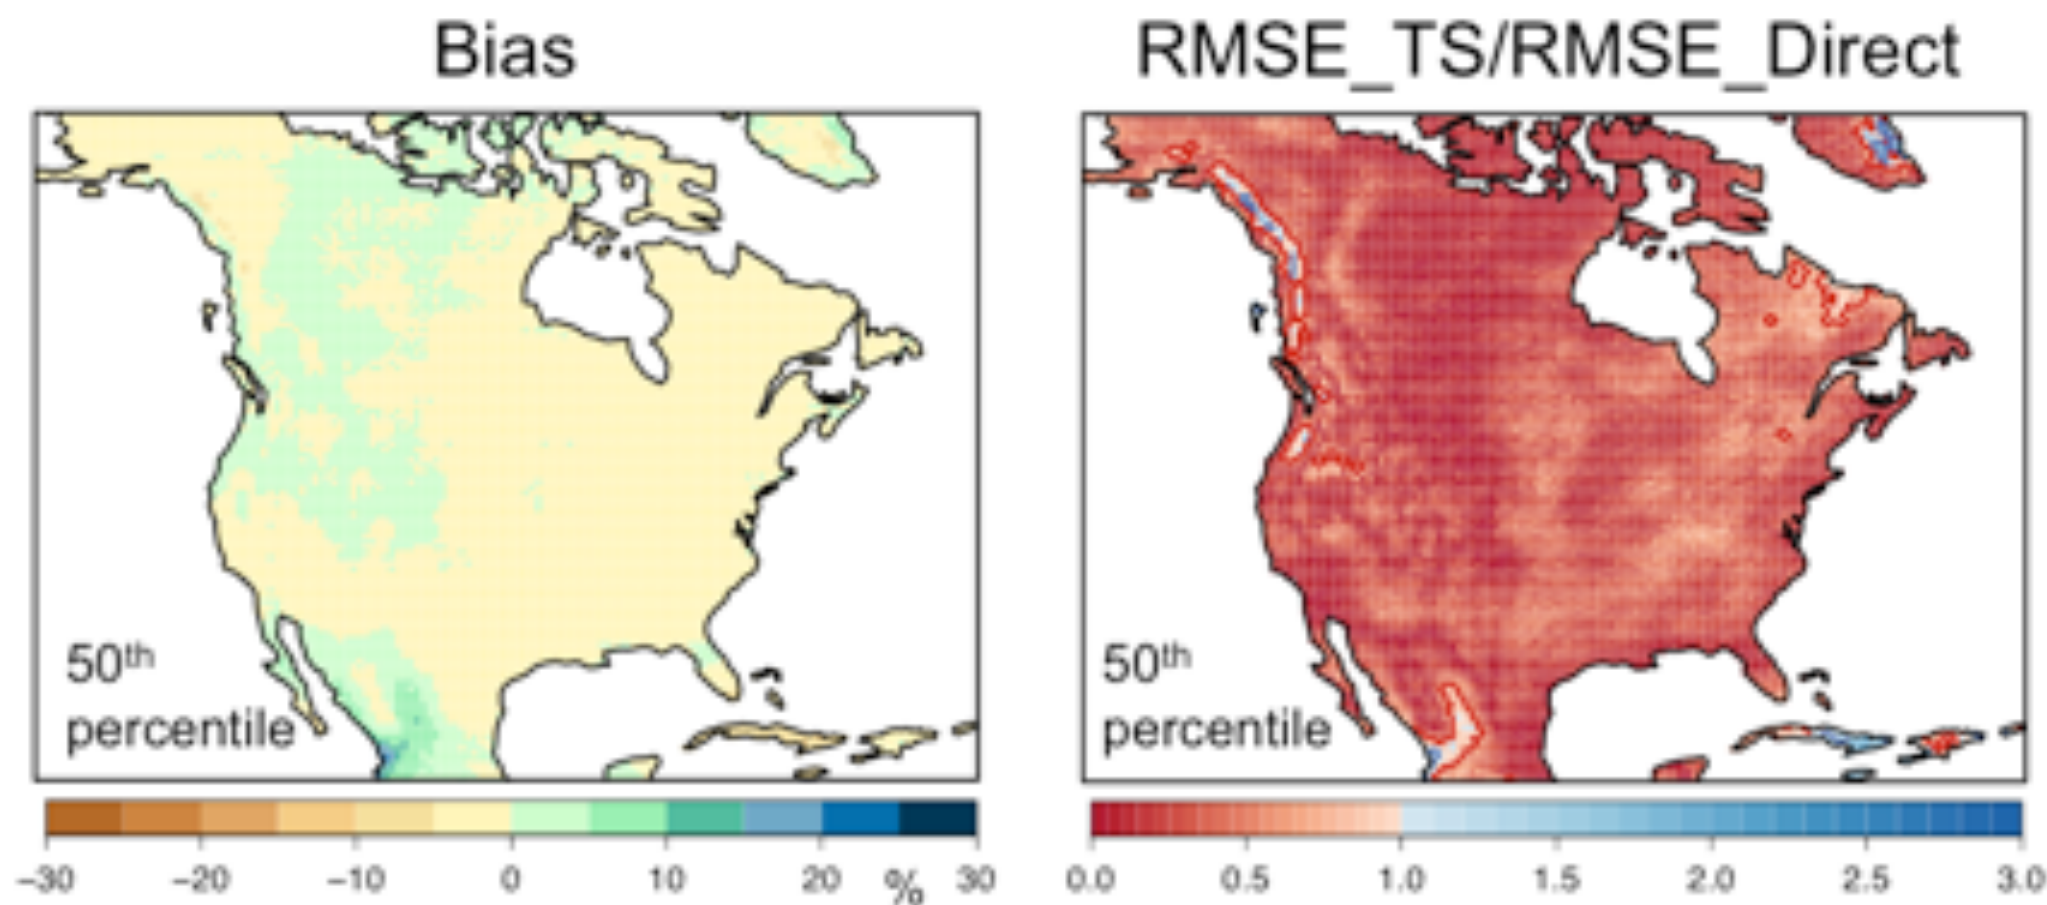 Bias
RMSE_TS/RMSE_Direct
50th
percentile
50th
percentile
−30 −20 −10 0 10 20 % 30
0.0 0.5 1.0 1.5 2.0 2.5 3.0